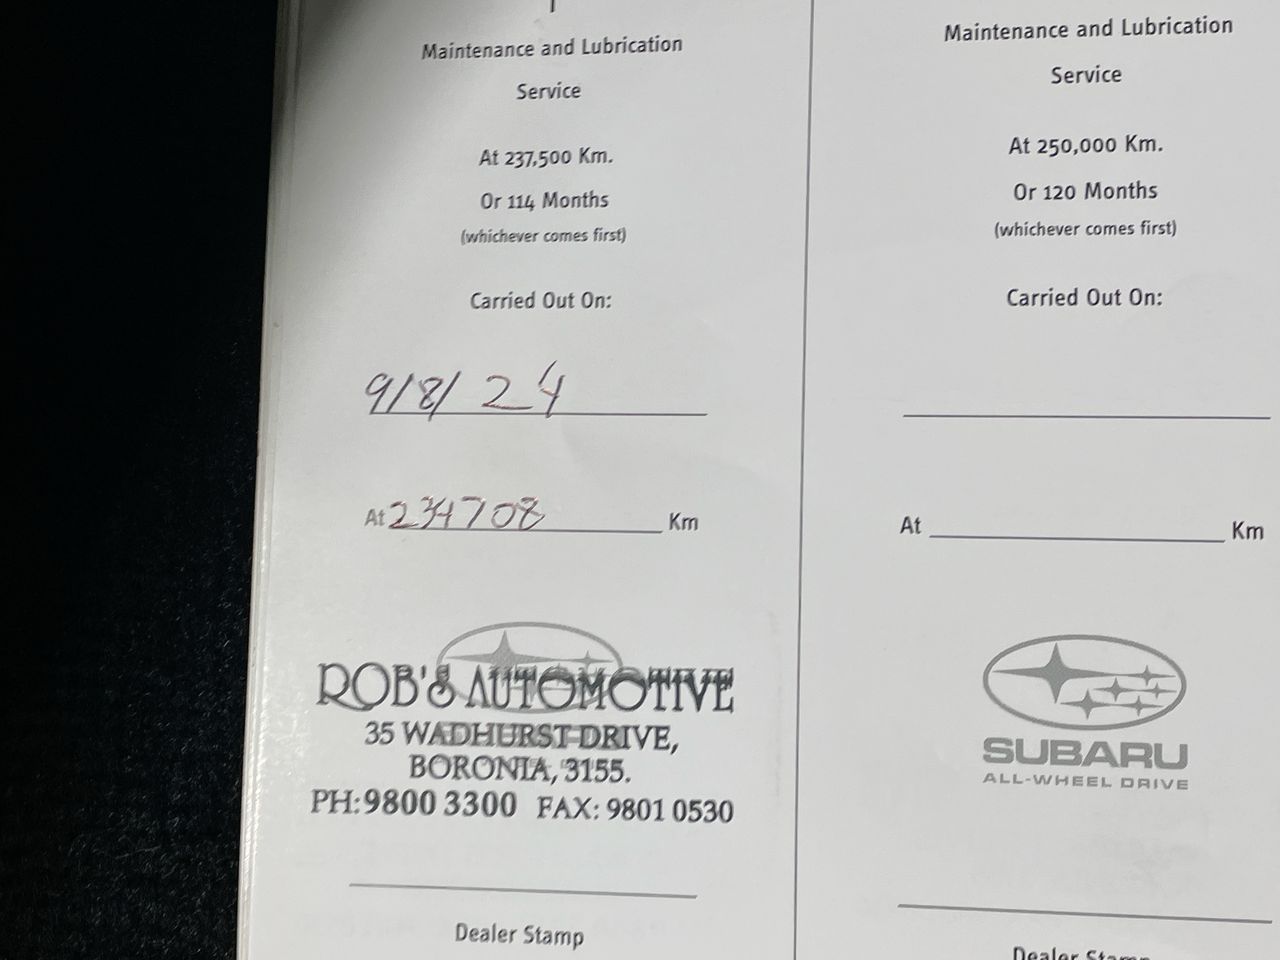 Maintenance and Lubrication
Service
At 237,500 Km.
Or 114 Months
(whichever comes first)
Carried Out On:
9/8/24
At 234708 Km
ROB'S AUTOMOTIVE
35 WADHURST DRIVE,
BORONIA, 3155.
PH: 9800 3300 FAX: 9801 0530
Dealer Stamp
Maintenance and Lubrication
Service
At 250,000 Km.
Or 120 Months
(whichever comes first)
Carried Out On:
At Km
SUBARU
ALL-WHEEL DRIVE
Dealer Stamp